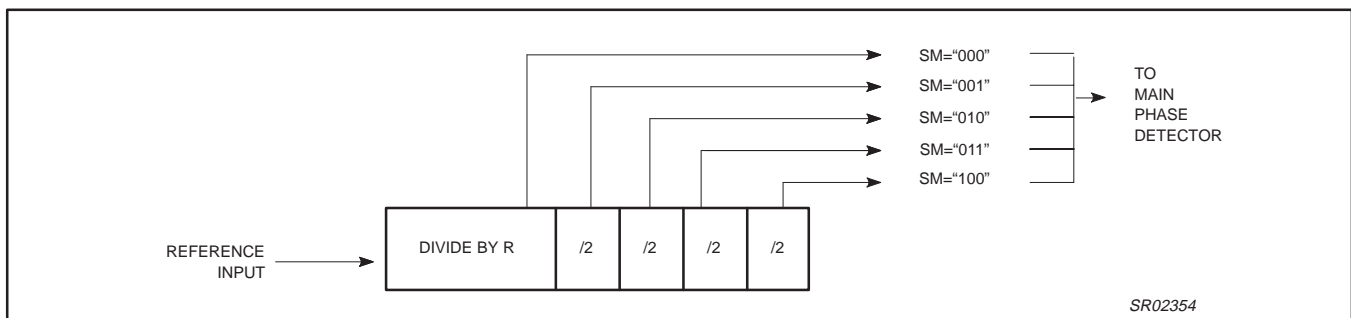 SM=“000”
SM=“001”
SM=“010”
SM=“011”
SM=“100”
TO
MAIN
PHASE
DETECTOR
REFERENCE
INPUT
DIVIDE BY R
/2
/2
/2
/2
SR02354